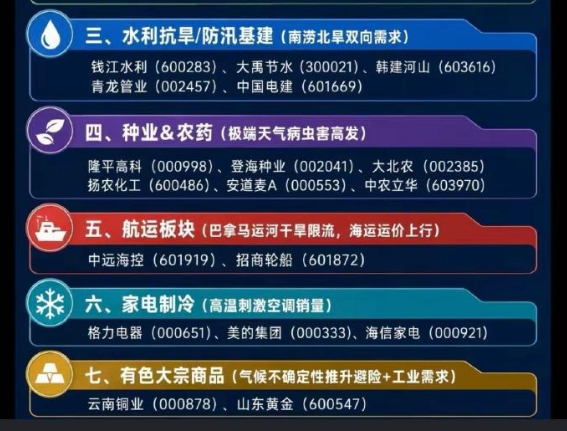 三、水利抗旱/防汛基建（南涝北旱双向需求）
钱江水利（600283）、大禹节水（300021）、韩建河山（603616）
青龙管业（002457）、中国电建（601669）
四、种业&农药（极端天气病虫害高发）
隆平高科（000998）、登海种业（002041）、大北农（002385）
扬农化工（600486）、安道麦A（000553）、中农立华（603970）
五、航运板块（巴拿马运河干旱限流，海运运价上行）
中远海控（601919）、招商轮船（601872）
六、家电制冷（高温刺激空调销量）
格力电器（000651）、美的集团（000333）、海信家电（000921）
七、有色大宗商品（气候不确定性推升避险+工业需求）
云南铜业（000878）、山东黄金（600547）